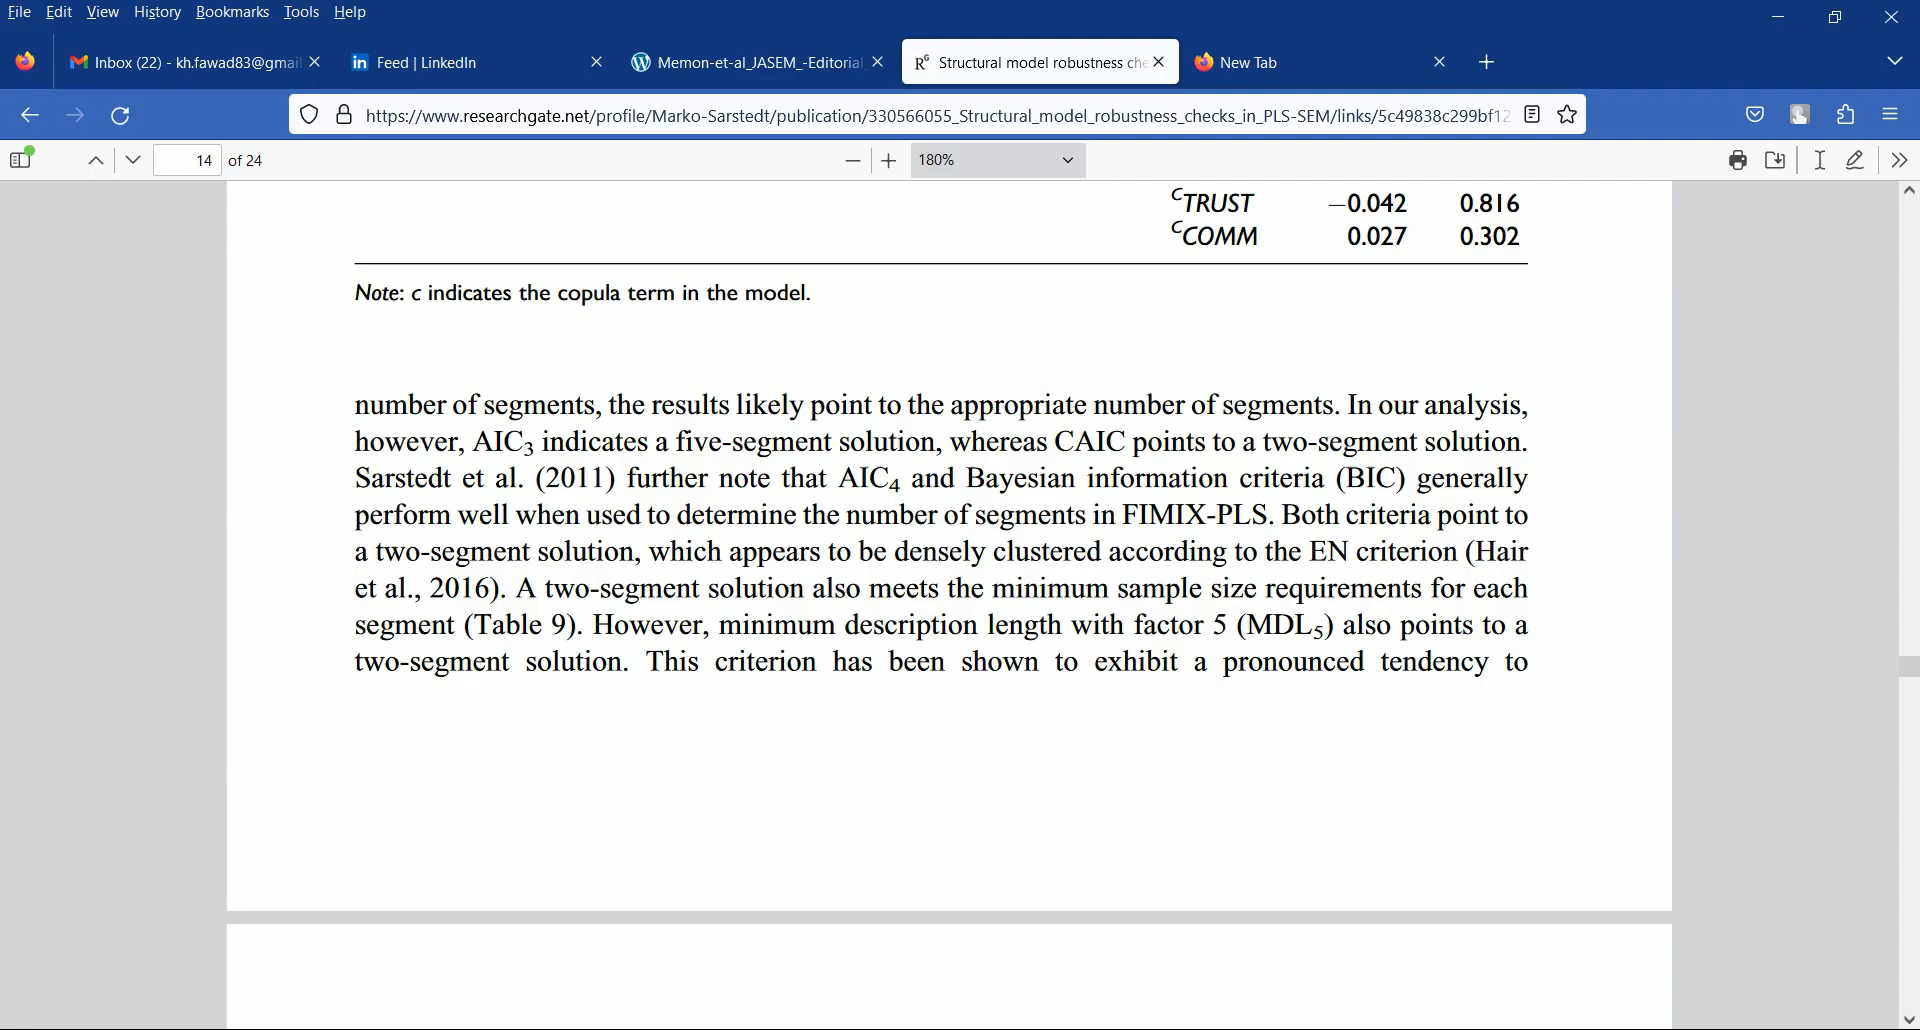 File Edit View History Bookmarks Tools Help
Inbox (22) - kh.fawad83@gmai
Feed | LinkedIn
Memon-et-al_JASEM_-Editorial
Structural model robustness che
New Tab
https://www.researchgate.net/profile/Marko-Sarstedt/publication/330566055_Structural_model_robustness_checks_in_PLS-SEM/links/5c49838c299bf12
14 of 24
180%
cTRUST −0.042 0.816
cCOMM 0.027 0.302
Note: c indicates the copula term in the model.
number of segments, the results likely point to the appropriate number of segments. In our analysis,
however, AIC3 indicates a five-segment solution, whereas CAIC points to a two-segment solution.
Sarstedt et al. (2011) further note that AIC4 and Bayesian information criteria (BIC) generally
perform well when used to determine the number of segments in FIMIX-PLS. Both criteria point to
a two-segment solution, which appears to be densely clustered according to the EN criterion (Hair
et al., 2016). A two-segment solution also meets the minimum sample size requirements for each
segment (Table 9). However, minimum description length with factor 5 (MDL5) also points to a
two-segment solution. This criterion has been shown to exhibit a pronounced tendency to